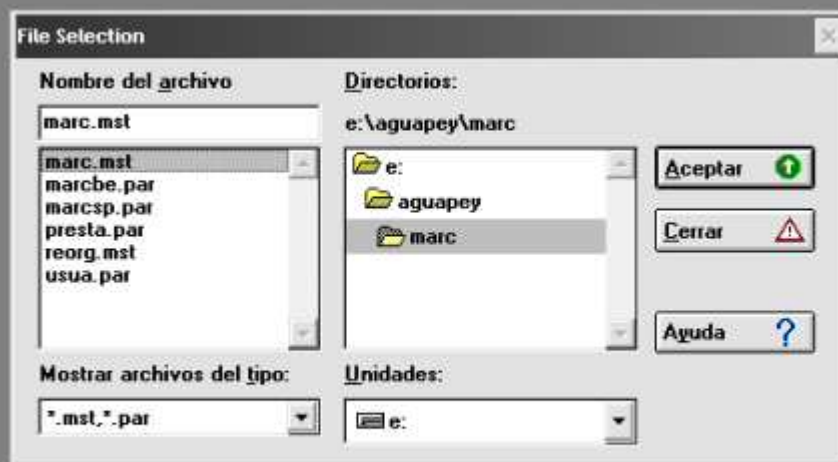 File Selection
Nombre del archivo
marc.mst
marc.mst
marcbe.par
marcsp.par
presta.par
reorg.mst
usua.par
Mostrar archivos del tipo:
*.mst,*.par
Directorios:
e:\aguapey\marc
e:
aguapey
marc
Unidades:
e:
Aceptar
Cerrar
Ayuda ?